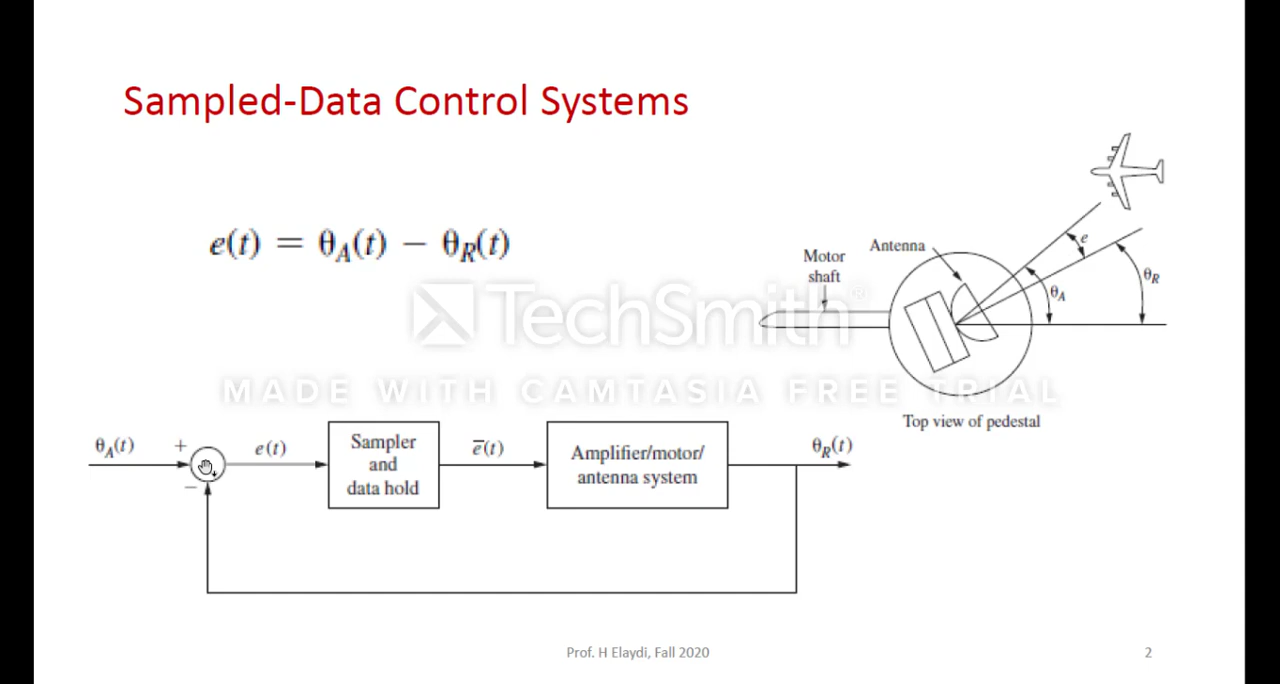 Sampled-Data Control Systems
e(t) = θA(t) − θR(t)
Motor
shaft
Antenna
e
θA
θR
TechSmith®
MADE WITH CAMTASIA FREE TRIAL
Top view of pedestal
θA(t)
+
−
e(t)
Sampler
and
data hold
e̅(t)
Amplifier/motor/
antenna system
θR(t)
Prof. H Elaydi, Fall 2020
2